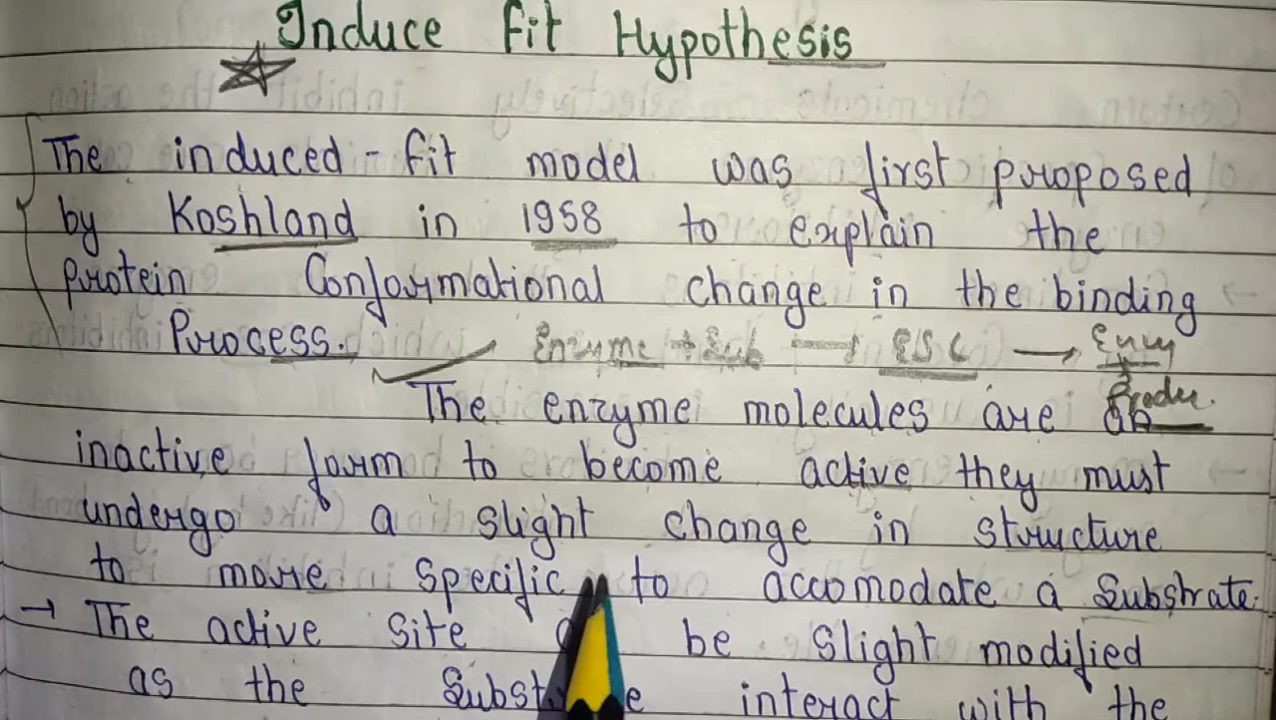 Induce Fit Hypothesis
The induced-fit model was first proposed
by Koshland in 1958 to explain the
protein Conformational change in the binding
Process.
Enzyme + Sub → ESC → Enzy
+
Produ.
The enzyme molecules are an
inactive form to become active they must
undergo a slight change in structure
to more specific to accomodate a Substrate.
→ The active site be slight modified
as the interact with the